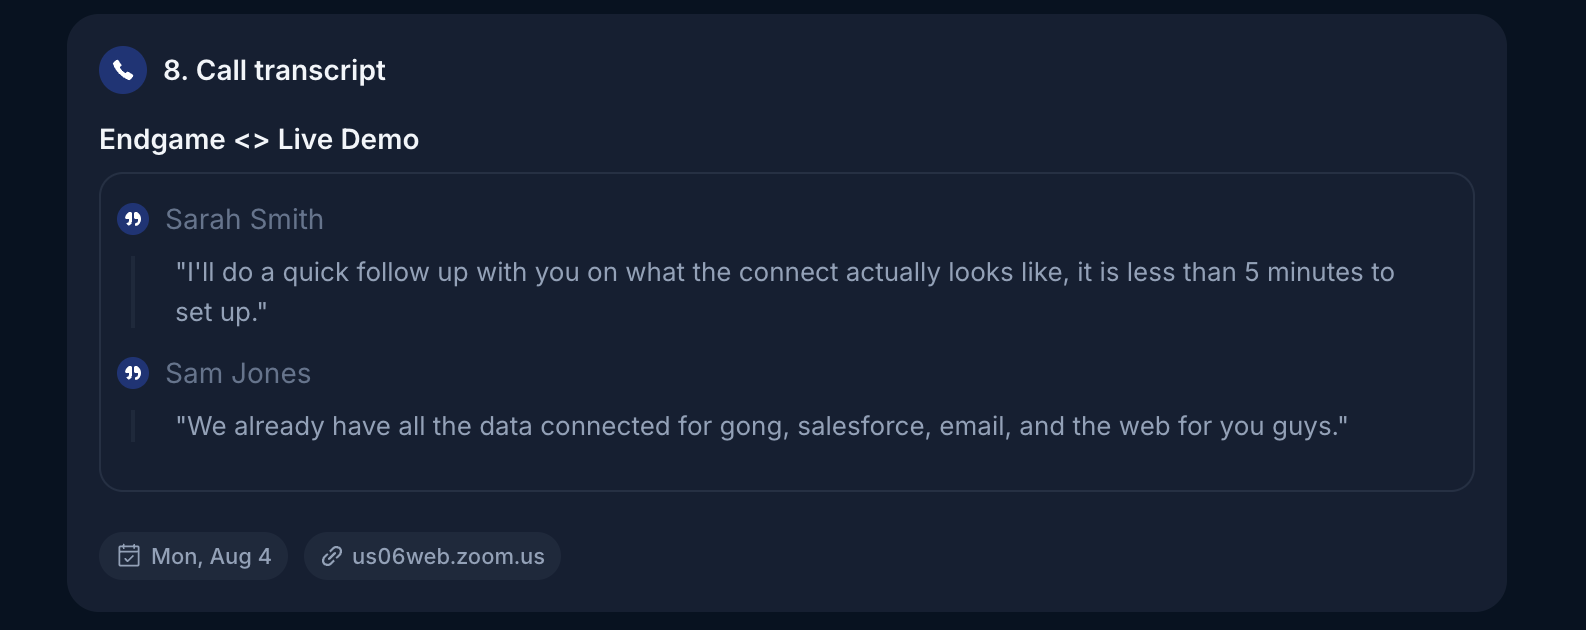 8. Call transcript
Endgame <> Live Demo
Sarah Smith
"I'll do a quick follow up with you on what the connect actually looks like, it is less than 5 minutes to
set up."
Sam Jones
"We already have all the data connected for gong, salesforce, email, and the web for you guys."
Mon, Aug 4
us06web.zoom.us